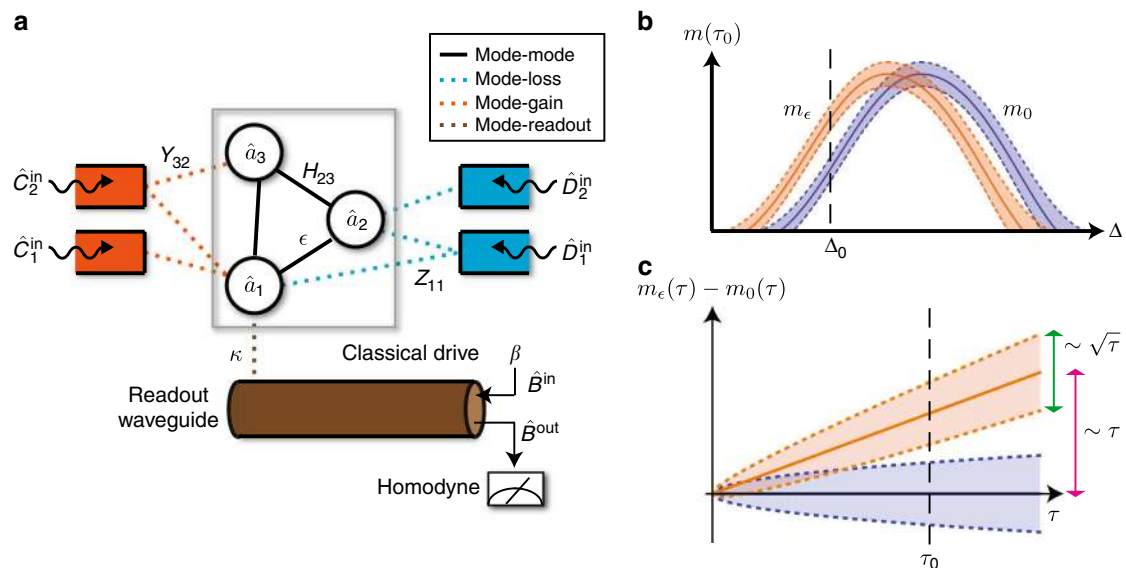 a
Mode-mode
Mode-loss
Mode-gain
Mode-readout
Y₃₂
â₃
H₂₃
Ĉ₂ⁱⁿ
D̂₂ⁱⁿ
â₂
ϵ
Ĉ₁ⁱⁿ
D̂₁ⁱⁿ
â₁
Z₁₁
κ
Classical drive
β
B̂ⁱⁿ
Readout
waveguide
B̂ᵒᵘᵗ
Homodyne
b
m(τ₀)
mϵ
m₀
Δ₀
Δ
c
mϵ(τ) − m₀(τ)
∼ √τ
∼ τ
τ
τ₀